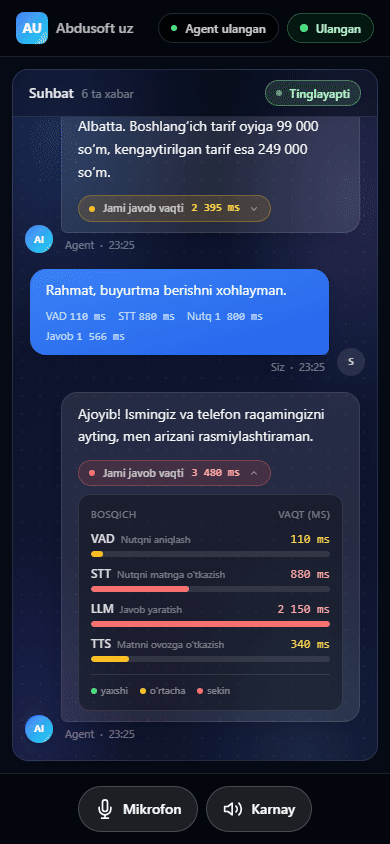 AU Abdusoft uz Agent ulangan Ulangan
Suhbat 6 ta xabar Tinglayapti
Albatta. Boshlang‘ich tarif oyiga 99 000
so‘m, kengaytirilgan tarif esa 249 000
so‘m.
Jami javob vaqti 2 395 ms
AI Agent · 23:25
Rahmat, buyurtma berishni xohlayman.
VAD 110 ms STT 880 ms Nutq 1 800 ms
Javob 1 566 ms
Siz · 23:25 S
Ajoyib! Ismingiz va telefon raqamingizni
ayting, men arizani rasmiylashtiraman.
Jami javob vaqti 3 480 ms
BOSQICH VAQT (MS)
VAD Nutqni aniqlash 110 ms
STT Nutqni matnga o‘tkazish 880 ms
LLM Javob yaratish 2 150 ms
TTS Matnni ovozga o‘tkazish 340 ms
yaxshi o‘rtacha sekin
AI Agent · 23:25
Mikrofon Karnay